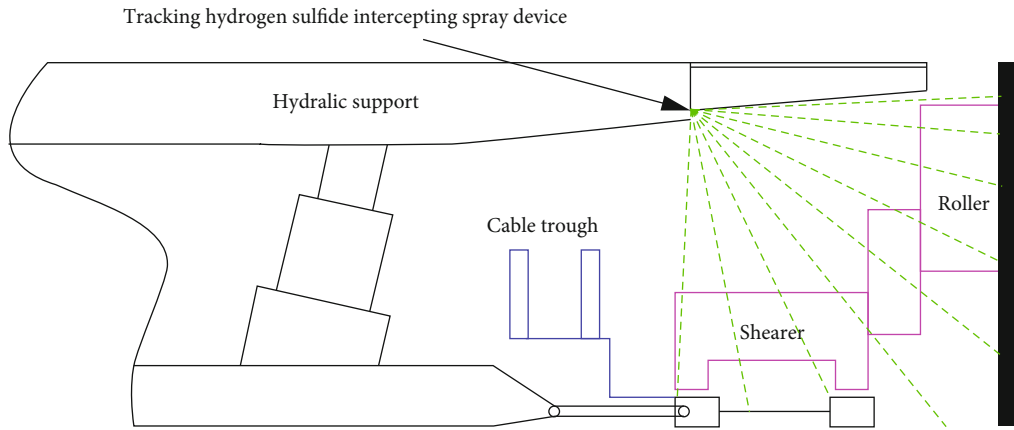 Tracking hydrogen sulfide intercepting spray device
Hydralic support
Roller
Cable trough
Shearer